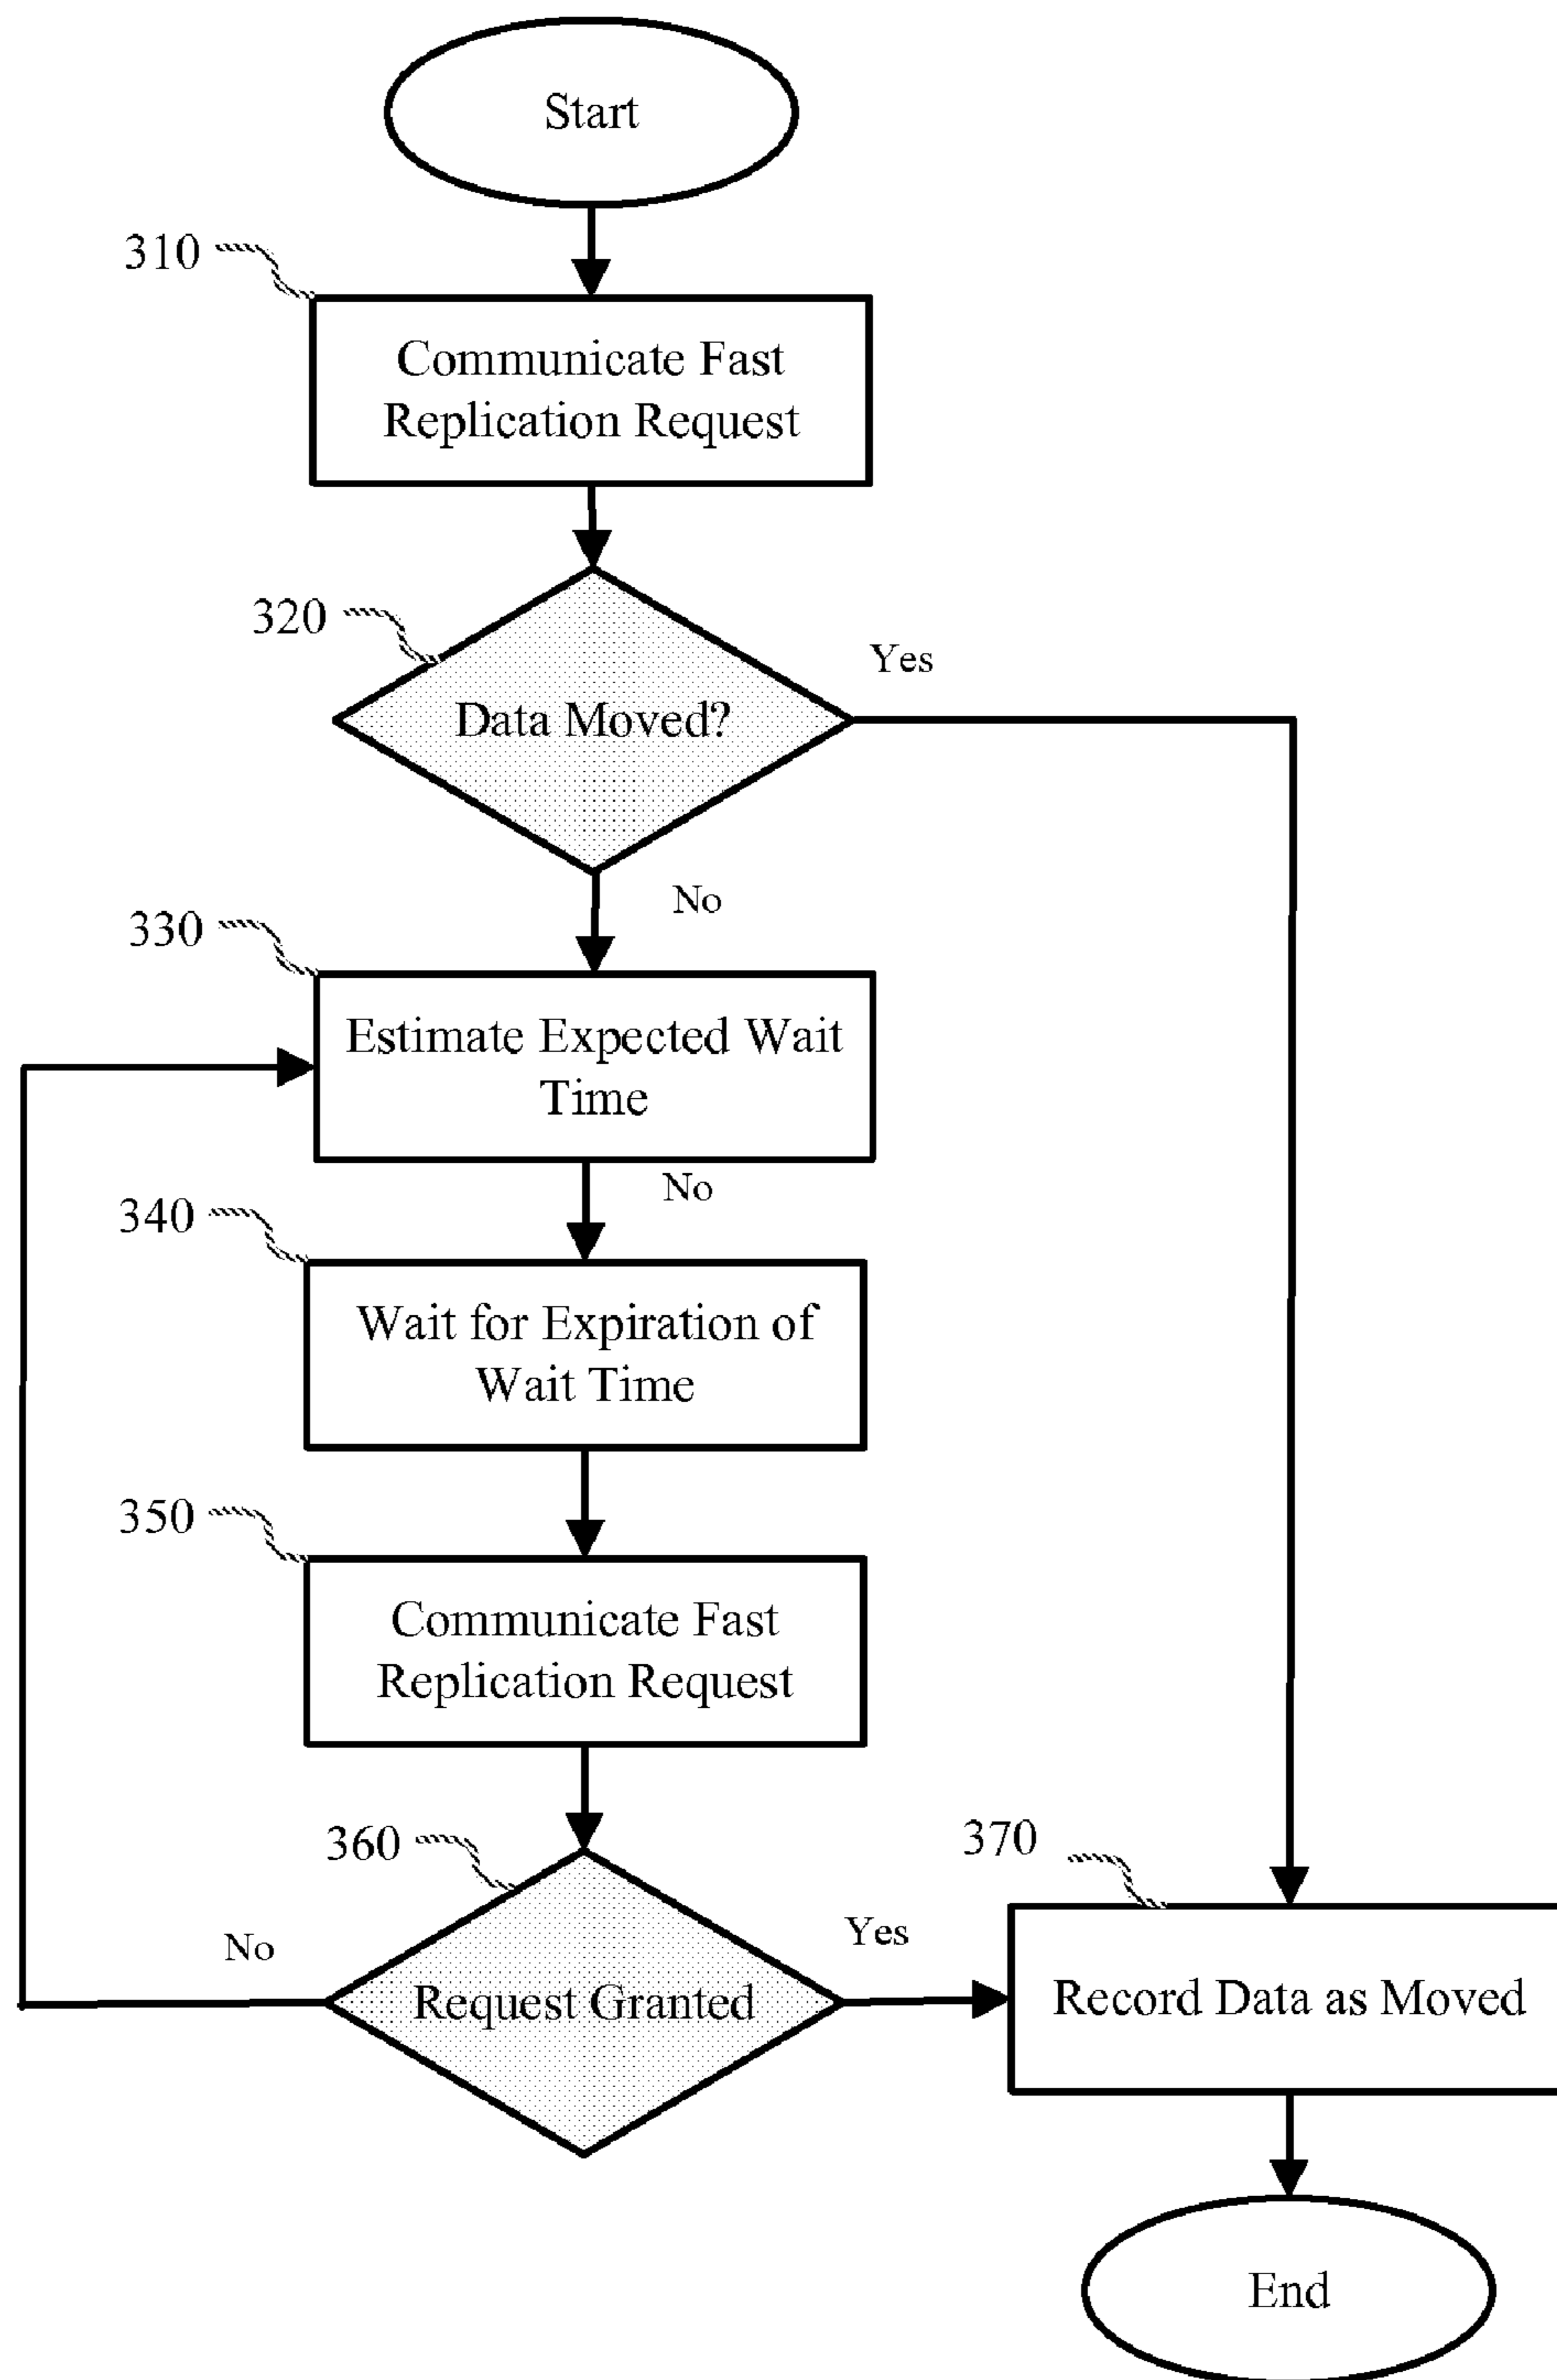 Start
310
Communicate Fast
Replication Request
320
Yes
Data Moved?
No
330
Estimate Expected Wait
Time
No
340
Wait for Expiration of
Wait Time
350
Communicate Fast
Replication Request
360
370
No
Yes
Request Granted
Record Data as Moved
End